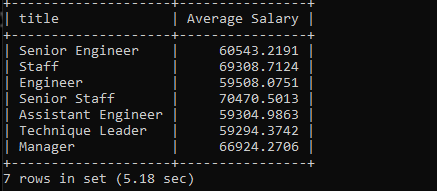 title | Average Salary
Senior Engineer | 60543.2191
Staff | 69308.7124
Engineer | 59508.0751
Senior Staff | 70470.5013
Assistant Engineer | 59304.9863
Technique Leader | 59294.3742
Manager | 66924.2706
7 rows in set (5.18 sec)